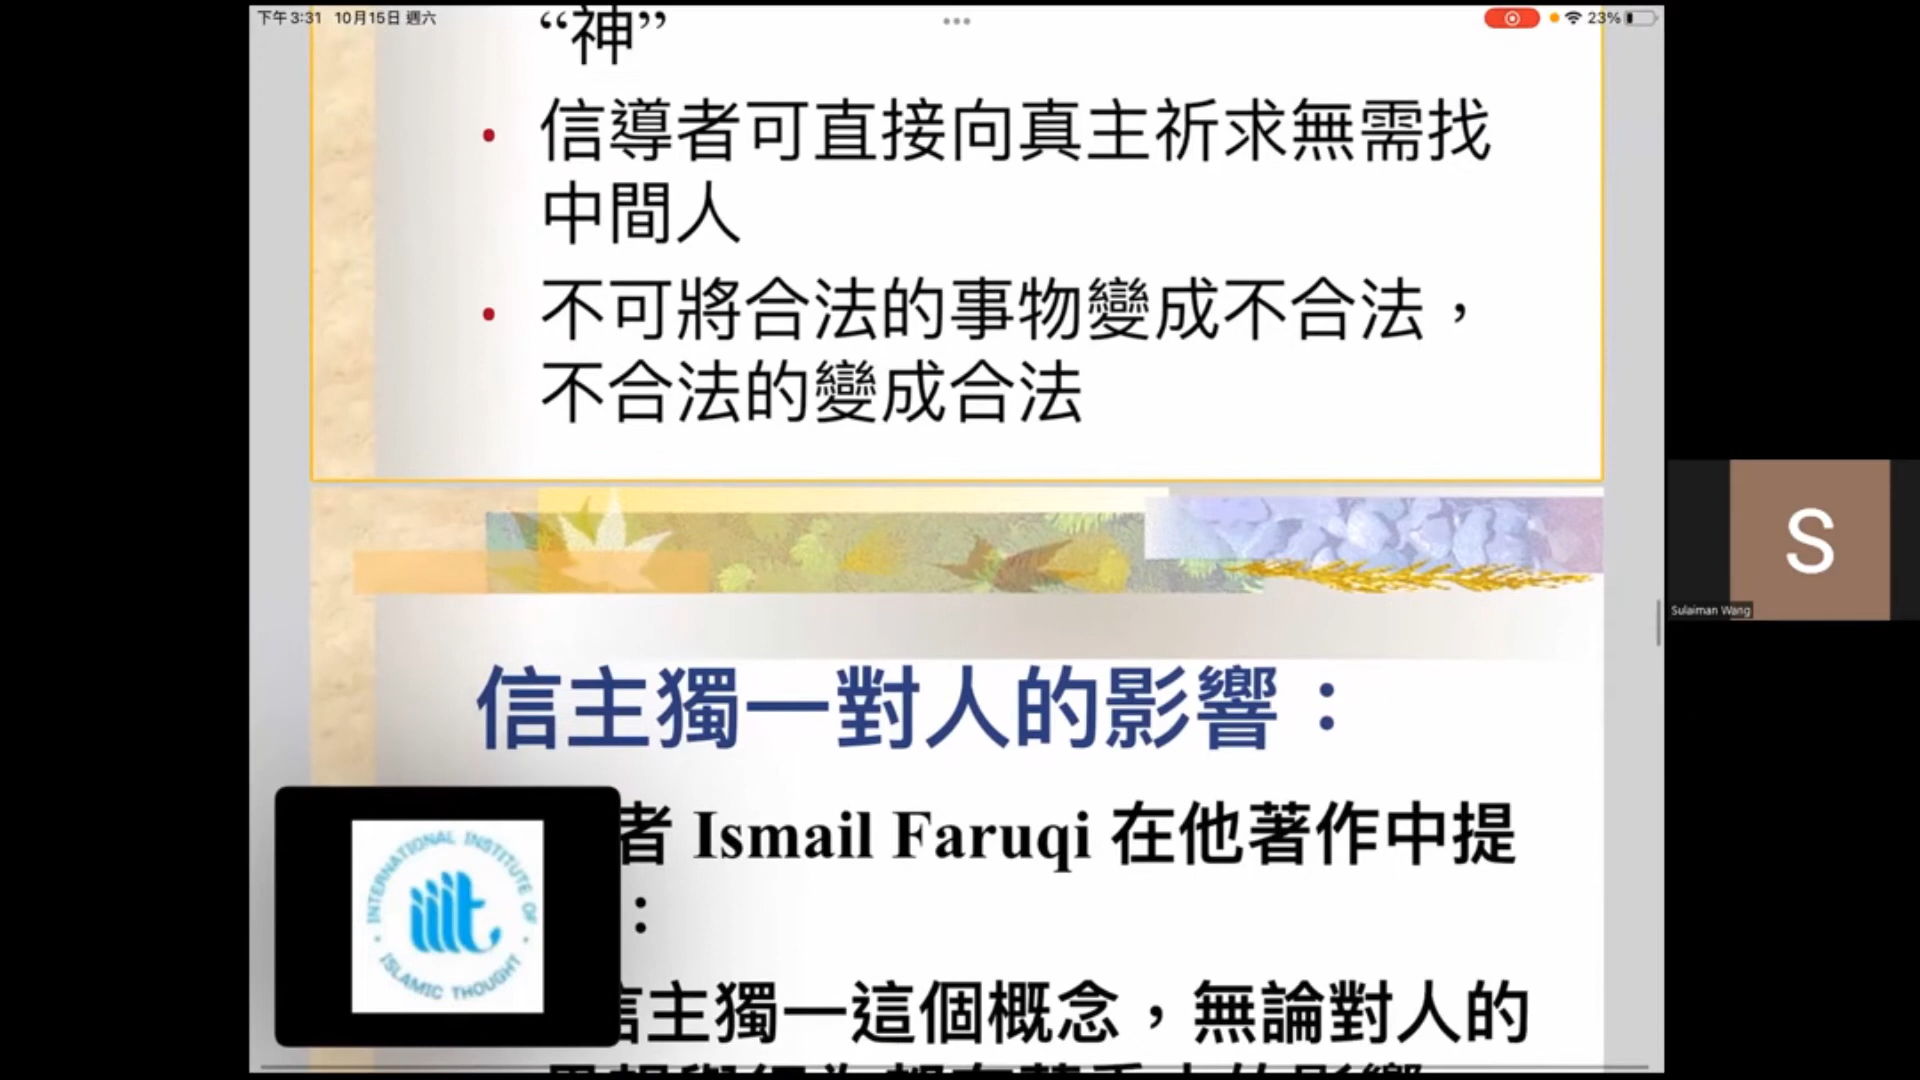 下午3:31 10月15日 週六
23%
“神”
• 信導者可直接向真主祈求無需找
中間人
• 不可將合法的事物變成不合法，
不合法的變成合法
信主獨一對人的影響：
者 Ismail Faruqi 在他著作中提
：
信主獨一這個概念，無論對人的
INTERNATIONAL INSTITUTE OF
iiit
ISLAMIC THOUGHT
S
Sulaiman Wang